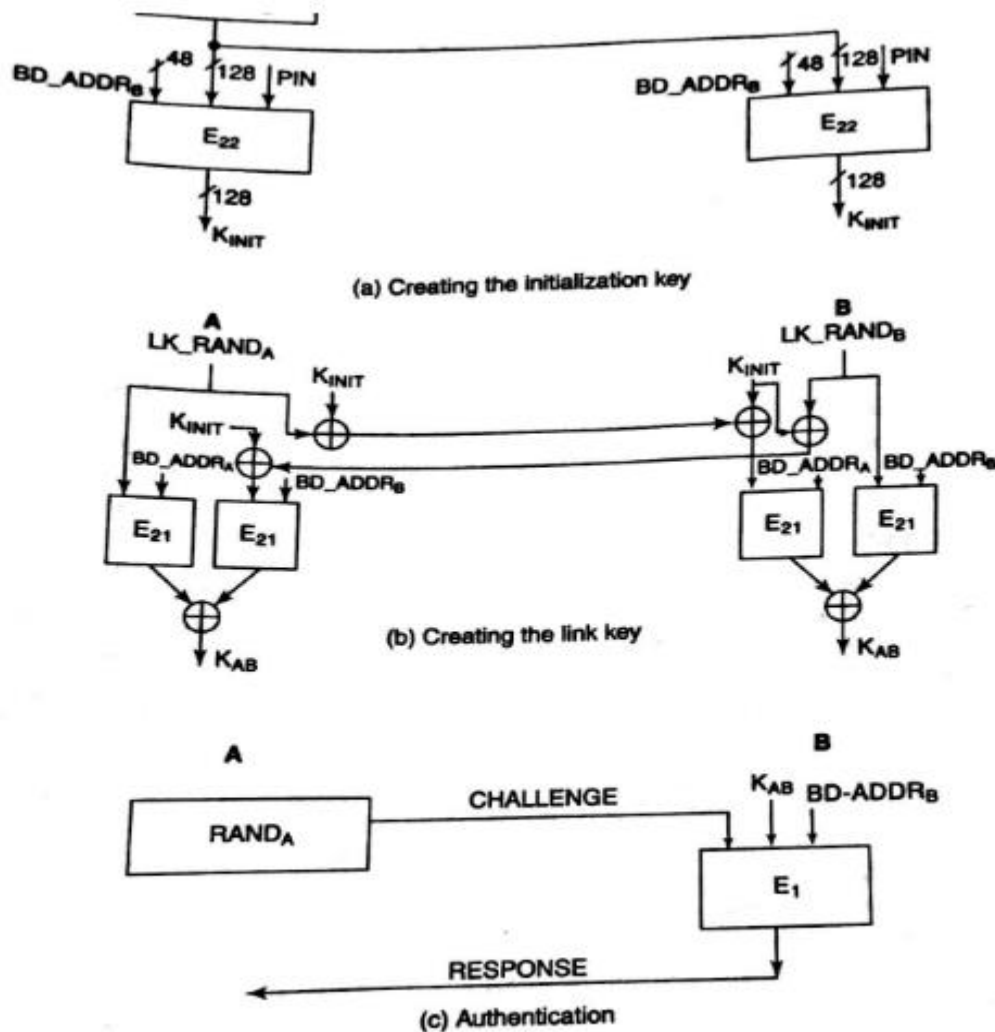 48 128 PIN 48 128 PIN
BD_ADDRB BD_ADDRB
E22 E22
128 128
KINIT KINIT
(a) Creating the initialization key
A B
LK_RANDA LK_RANDB
KINIT KINIT
KINIT
BD_ADDRA BD_ADDRB BD_ADDRA BD_ADDRB
E21 E21 E21 E21
(b) Creating the link key
KAB KAB
A B
CHALLENGE KAB BD-ADDRB
RANDA
E1
RESPONSE
(c) Authentication